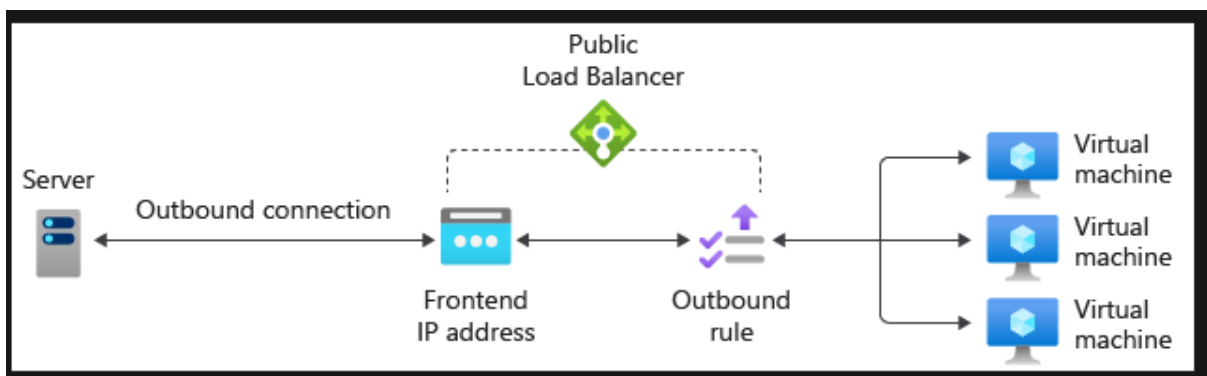 Public
Load Balancer
Server
Outbound connection
Frontend
IP address
Outbound
rule
Virtual
machine
Virtual
machine
Virtual
machine